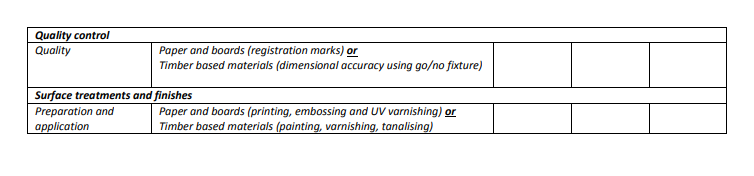 Quality control
Quality
Paper and boards (registration marks) or
Timber based materials (dimensional accuracy using go/no fixture)
Surface treatments and finishes
Preparation and application
Paper and boards (printing, embossing and UV varnishing) or
Timber based materials (painting, varnishing, tanalising)